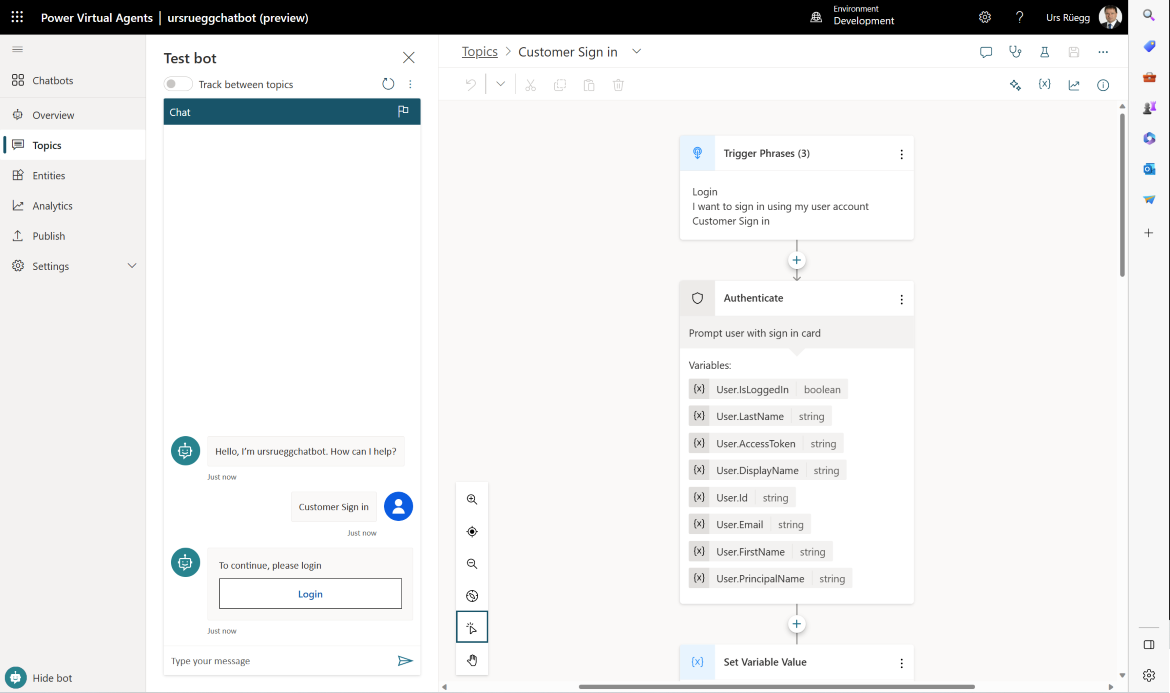 Power Virtual Agents | ursrueggchatbot (preview)
Environment
Development
?
Urs Rüegg
Chatbots
Overview
Topics
Entities
Analytics
Publish
Settings
Hide bot
Test bot
Track between topics
Chat
Hello, I'm ursrueggchatbot. How can I help?
Just now
Customer Sign in
Just now
To continue, please login
Login
Just now
Type your message
Topics > Customer Sign in
{x}
Trigger Phrases (3)
Login
I want to sign in using my user account
Customer Sign in
Authenticate
Prompt user with sign in card
Variables:
{x} User.IsLoggedIn boolean
{x} User.LastName string
{x} User.AccessToken string
{x} User.DisplayName string
{x} User.Id string
{x} User.Email string
{x} User.FirstName string
{x} User.PrincipalName string
{x} Set Variable Value